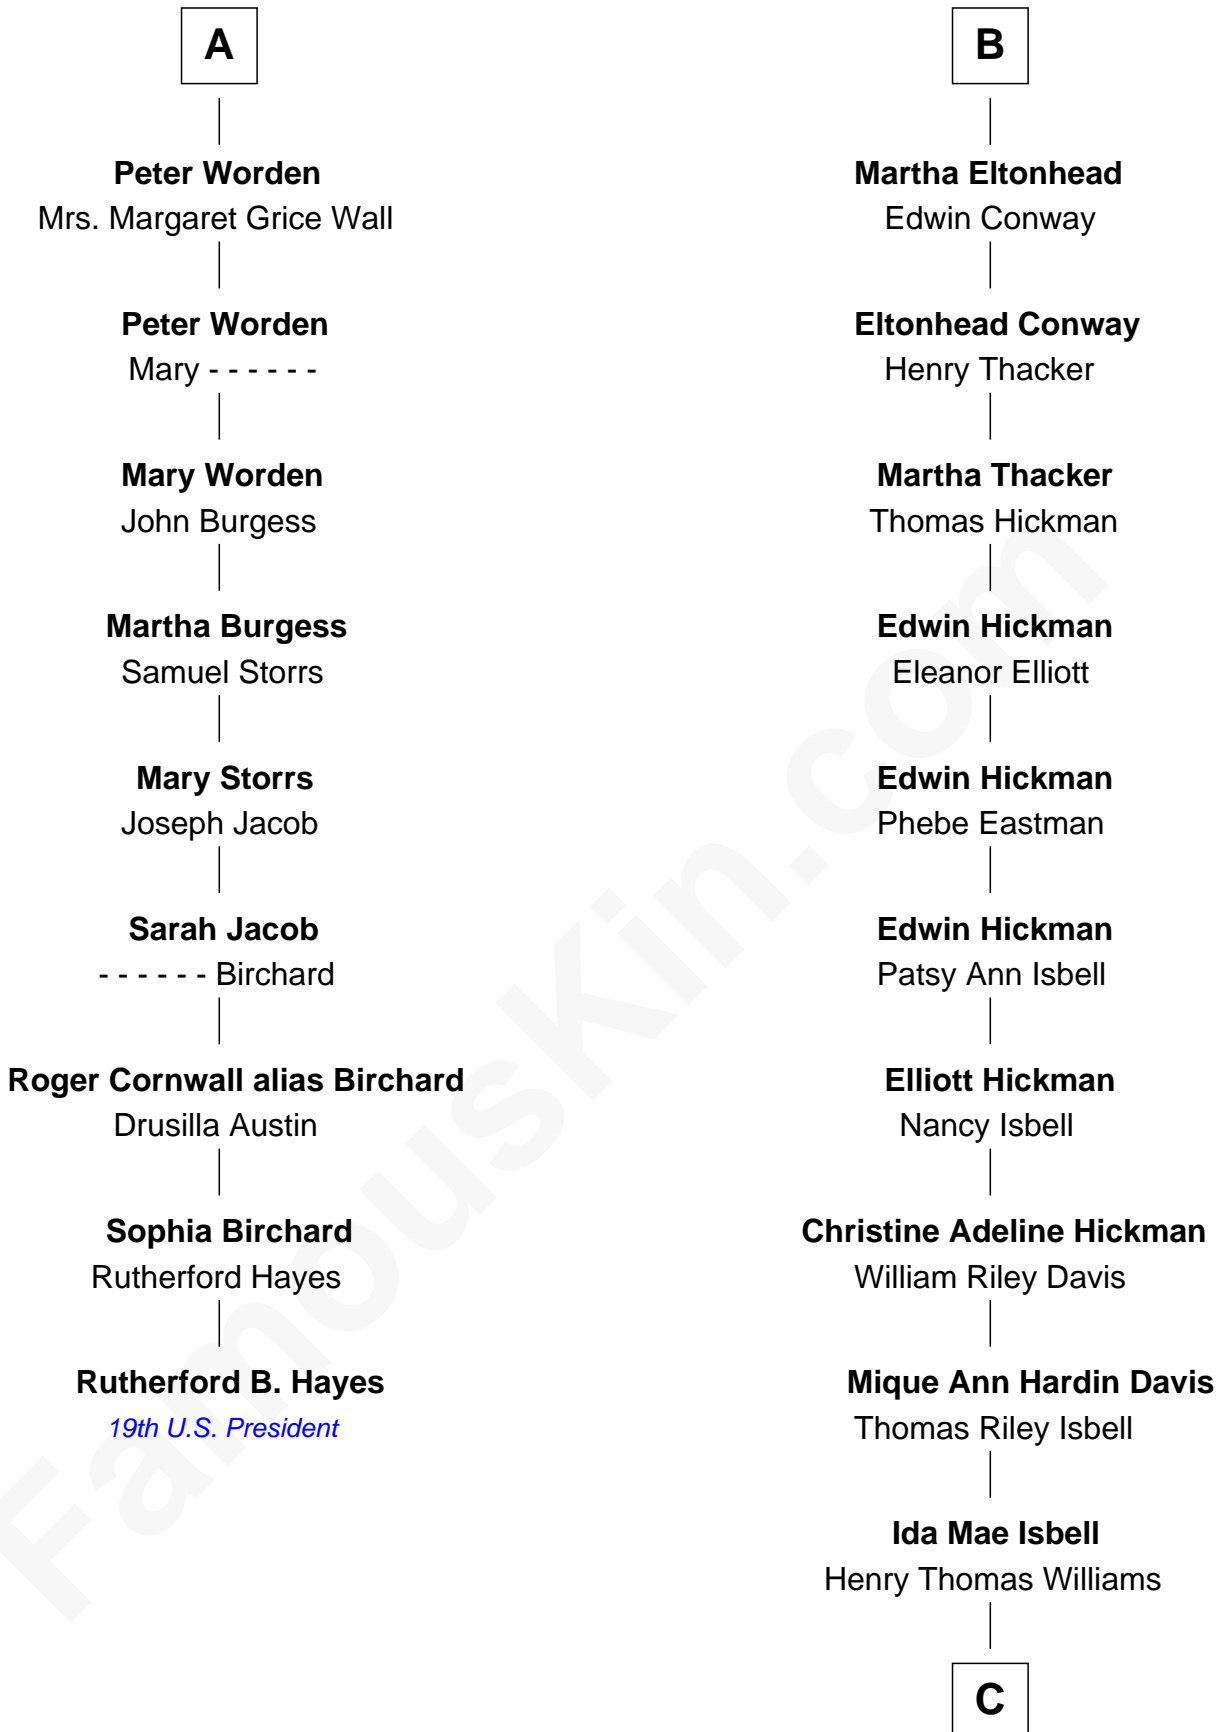 A
Peter Worden
Mrs. Margaret Grice Wall
Peter Worden
Mary - - - - - -
Mary Worden
John Burgess
Martha Burgess
Samuel Storrs
Mary Storrs
Joseph Jacob
Sarah Jacob
- - - - - - Birchard
Roger Cornwall alias Birchard
Drusilla Austin
Sophia Birchard
Rutherford Hayes
Rutherford B. Hayes
19th U.S. President
B
Martha Eltonhead
Edwin Conway
Eltonhead Conway
Henry Thacker
Martha Thacker
Thomas Hickman
Edwin Hickman
Eleanor Elliott
Edwin Hickman
Phebe Eastman
Edwin Hickman
Patsy Ann Isbell
Elliott Hickman
Nancy Isbell
Christine Adeline Hickman
William Riley Davis
Mique Ann Hardin Davis
Thomas Riley Isbell
Ida Mae Isbell
Henry Thomas Williams
C
FamousKin.com